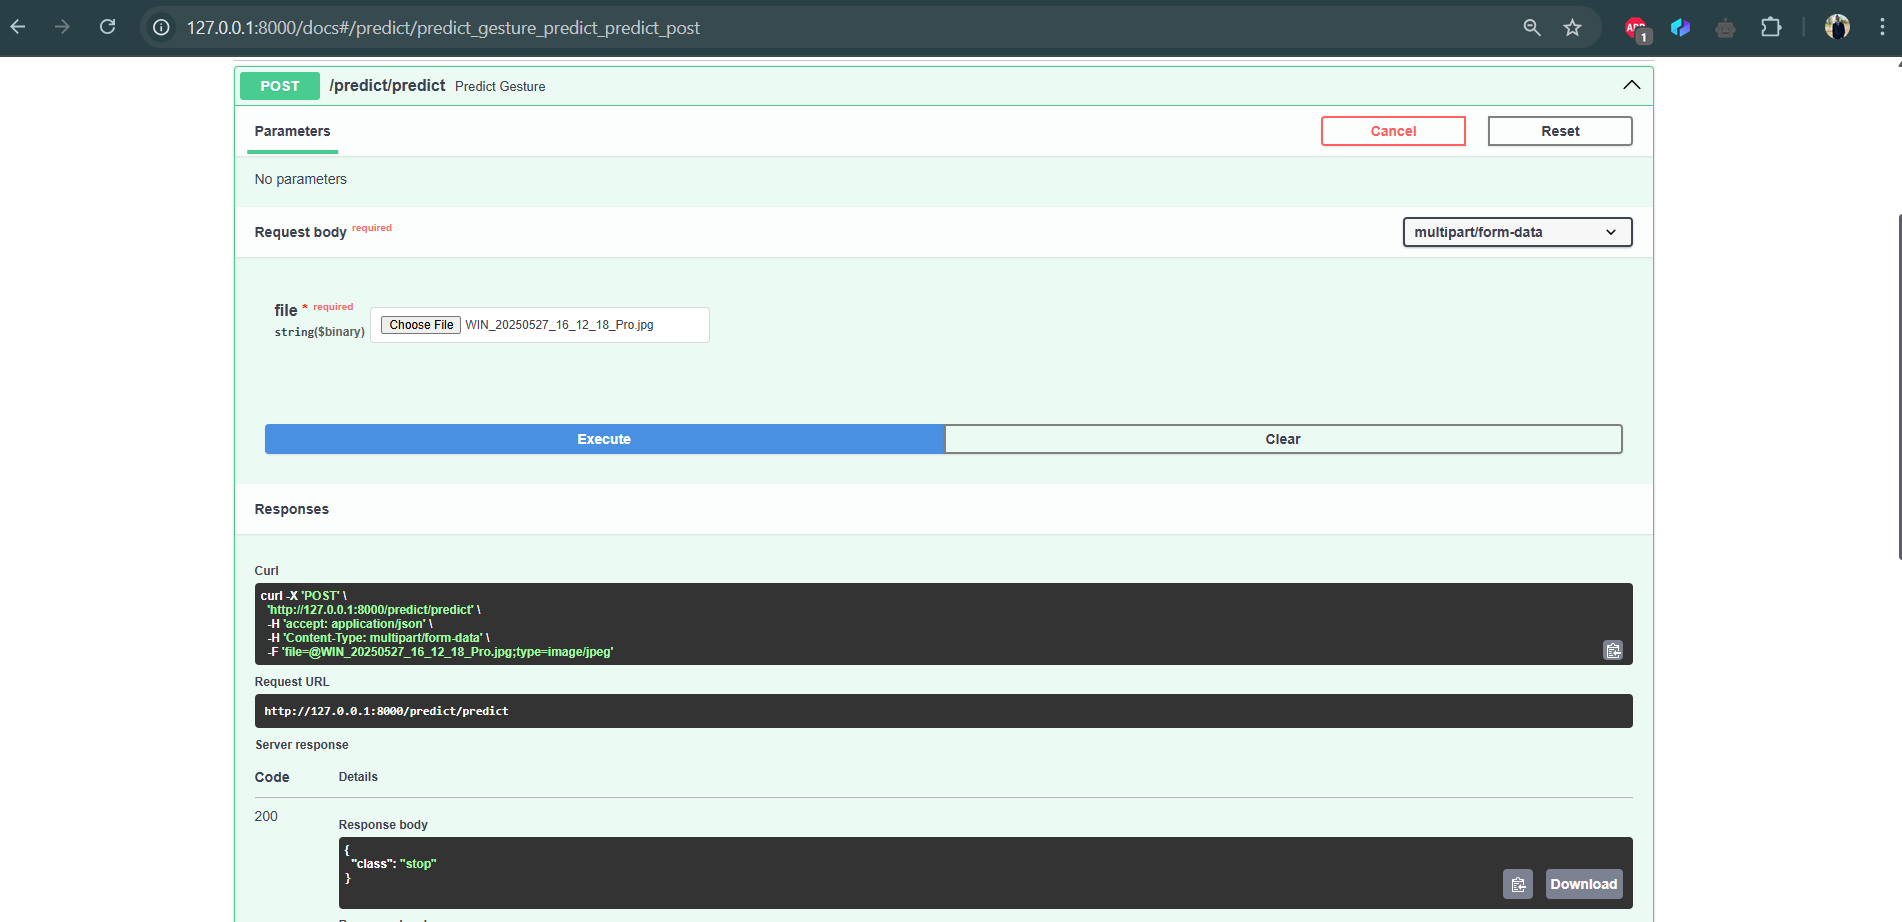 127.0.0.1:8000/docs#/predict/predict_gesture_predict_predict_post
1
POST /predict/predict Predict Gesture
Parameters
Cancel
Reset
No parameters
Request body required
multipart/form-data
file * required
string($binary)
Choose File WIN_20250527_16_12_18_Pro.jpg
Execute
Clear
Responses
Curl
curl -X 'POST' \
'http://127.0.0.1:8000/predict/predict' \
-H 'accept: application/json' \
-H 'Content-Type: multipart/form-data' \
-F 'file=@WIN_20250527_16_12_18_Pro.jpg;type=image/jpeg'
Request URL
http://127.0.0.1:8000/predict/predict
Server response
Code Details
200
Response body
{
"class": "stop"
}
Download